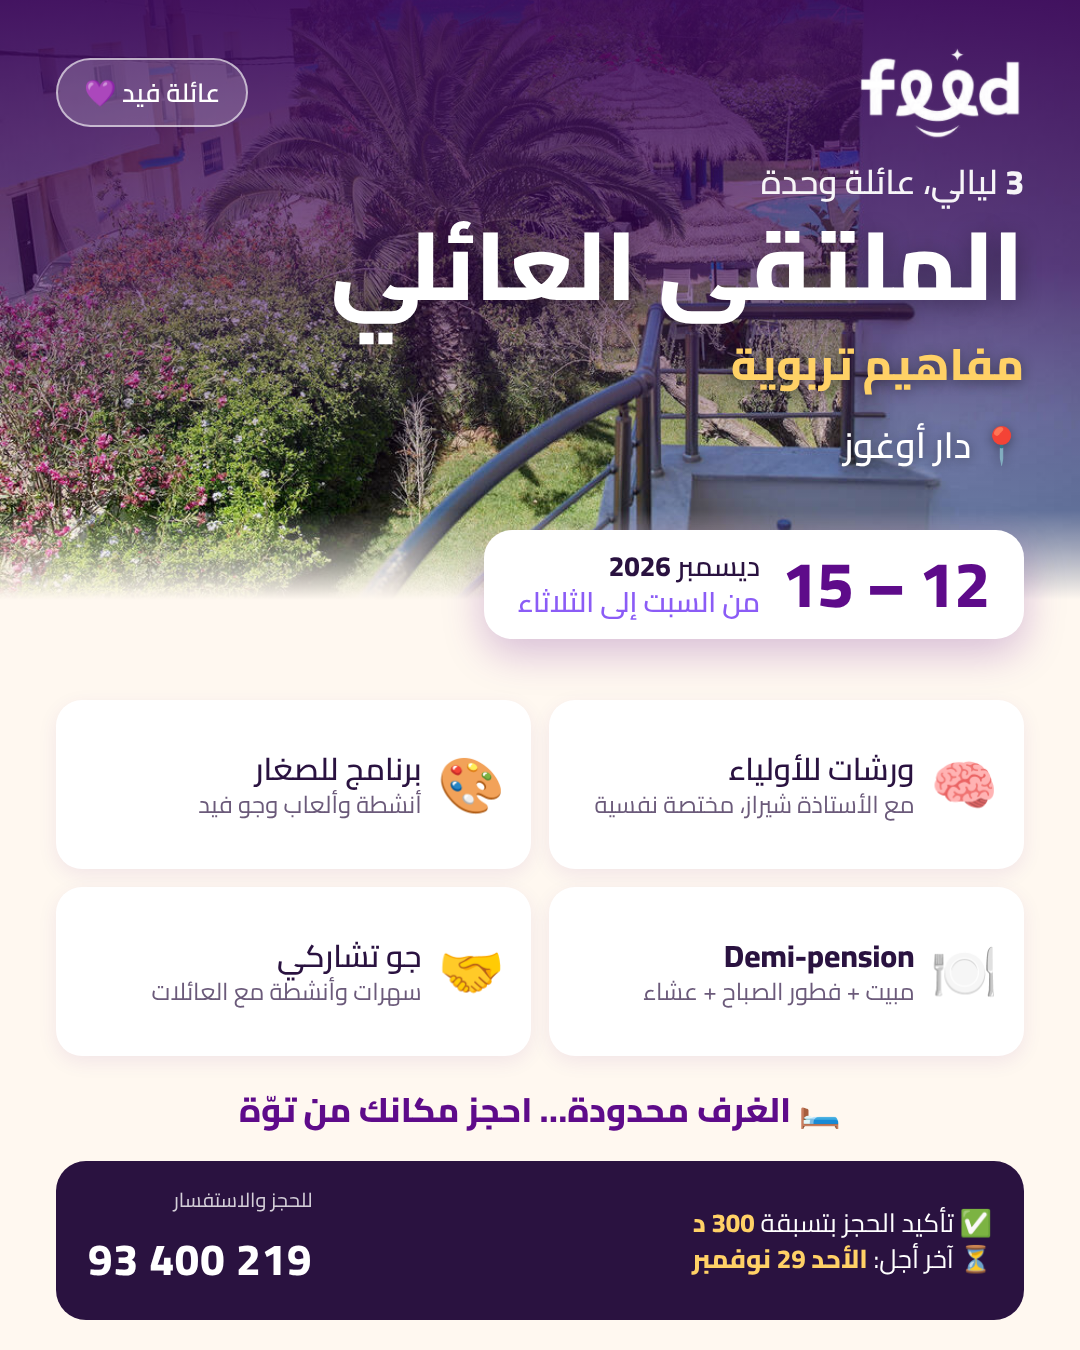 feed
عائلة فيد 💜
3 ليالي، عائلة وحدة
الملتقى العائلي
مفاهيم تربوية
📍 دار أوغوز
12 – 15
ديسمبر 2026
من السبت إلى الثلاثاء
🧠 ورشات للأولياء
مع الأستاذة شيراز، مختصة نفسية
🎨 برنامج للصغار
أنشطة وألعاب وجو فيد
🍽️ Demi-pension
مبيت + فطور الصباح + عشاء
🤝 جو تشاركي
سهرات وأنشطة مع العائلات
🛏️ الغرف محدودة... احجز مكانك من توّة
✅ تأكيد الحجز بتسبقة 300 د
⏳ آخر أجل: الأحد 29 نوفمبر
للحجز والاستفسار
93 400 219